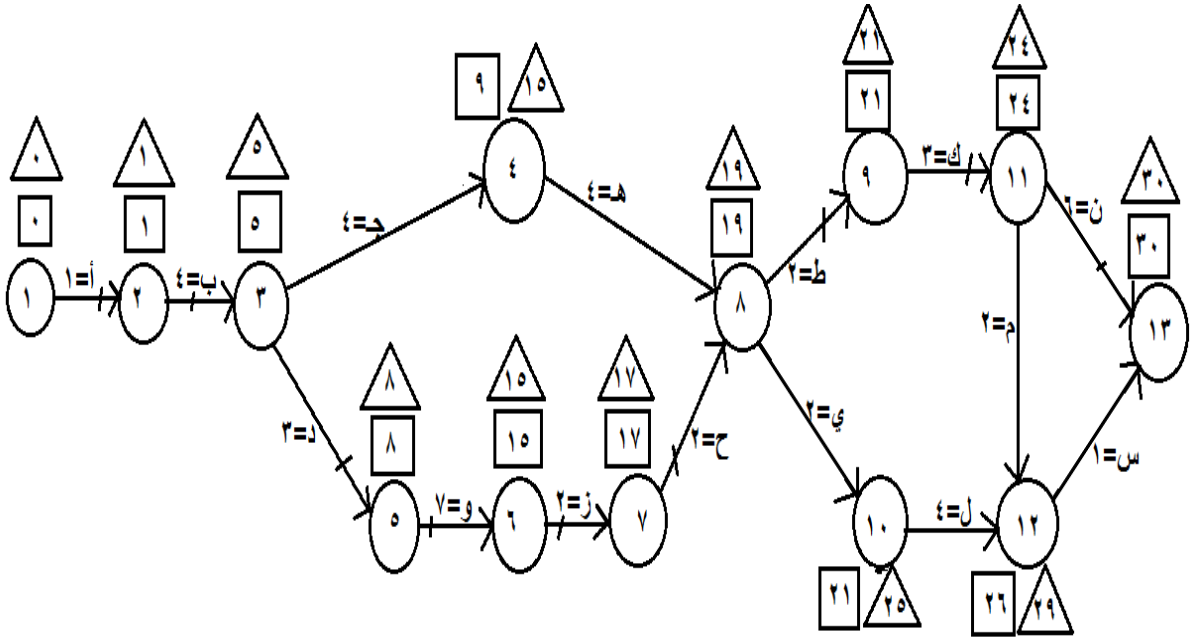 ٢١
٢٤
٢١
٢٤
٩
١٥
٠
١
٥
١٩
٣٠
٠
١
٥
١٩
٣٠
٤
٩
ك=٣
١١
جـ=٤
هـ=٤
ن=٦
١
أ=١
٢
ب=٤
٣
ط=٢
٨
م=٢
١٣
د=٣
٨
١٥
١٧
٨
١٥
١٧
ح=٢
ي=٢
س=١
٥
و=٧
٦
ز=٢
٧
١٠
ل=٤
١٢
٢١
٢٥
٢٦
٢٩